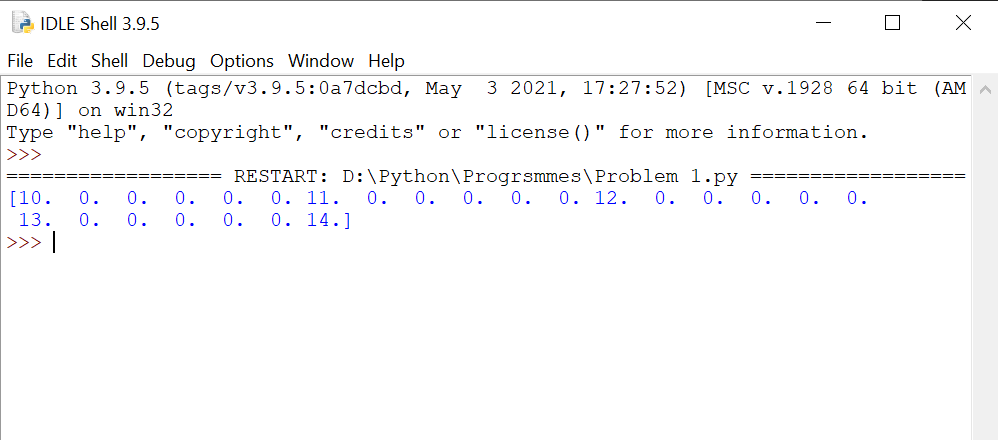 IDLE Shell 3.9.5
File Edit Shell Debug Options Window Help
Python 3.9.5 (tags/v3.9.5:0a7dcbd, May  3 2021, 17:27:52) [MSC v.1928 64 bit (AM
D64)] on win32
Type "help", "copyright", "credits" or "license()" for more information.
>>>
================== RESTART: D:\Python\Progrsmmes\Problem 1.py ==================
[10.  0.  0.  0.  0.  0. 11.  0.  0.  0.  0.  0. 12.  0.  0.  0.  0.  0.
 13.  0.  0.  0.  0.  0. 14.]
>>>